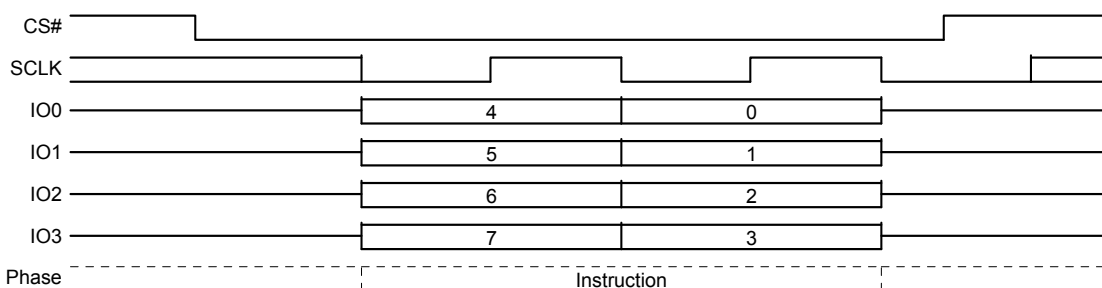 CS#
SCLK
IO0 4 0
IO1 5 1
IO2 6 2
IO3 7 3
Phase Instruction